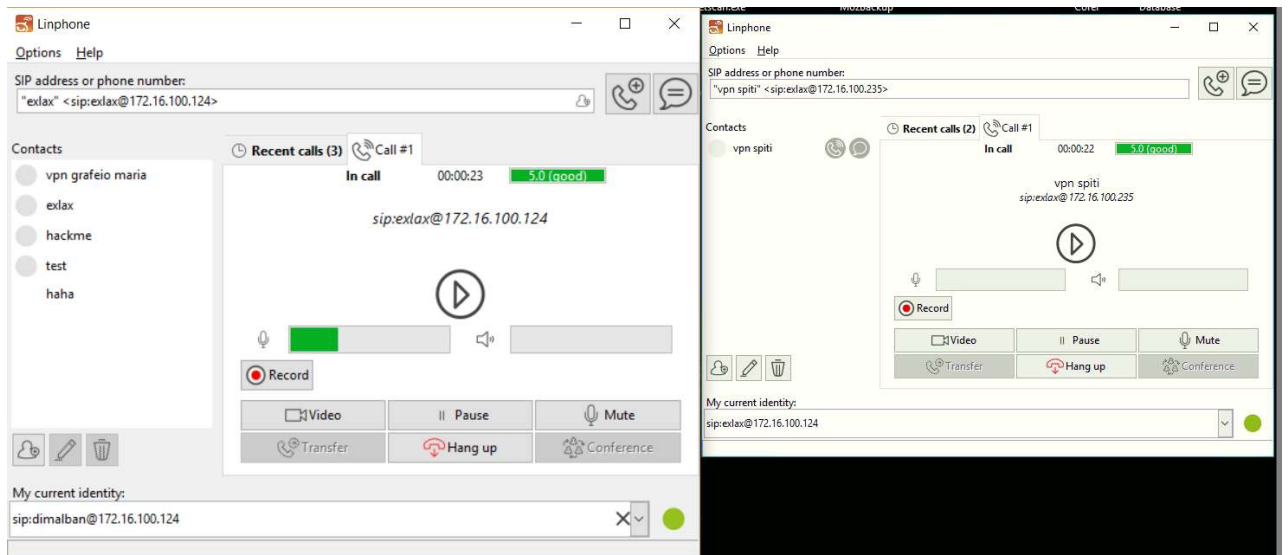 Linphone
Options Help
SIP address or phone number:
"exlax" <sip:exlax@172.16.100.124>
Contacts
vpn grafeio maria
exlax
hackme
test
haha
Recent calls (3) Call #1
In call 00:00:23 5.0 (good)
sip:exlax@172.16.100.124
Record
Video Pause Mute
Transfer Hang up Conference
My current identity:
sip:dimalban@172.16.100.124
MozBackup Corel Database
Linphone
Options Help
SIP address or phone number:
"vpn spiti" <sip:exlax@172.16.100.235>
Contacts
vpn spiti
Recent calls (2) Call #1
In call 00:00:22 5.0 (good)
vpn spiti
sip:exlax@172.16.100.235
Record
Video Pause Mute
Transfer Hang up Conference
My current identity:
sip:exlax@172.16.100.124